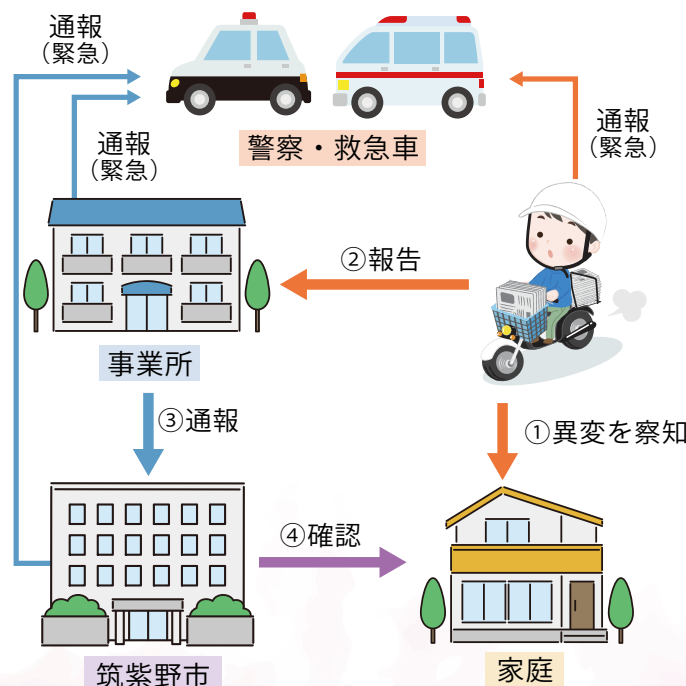 通報
（緊急）
通報
（緊急）
警察・救急車
通報
（緊急）
②報告
事業所
③通報
①異変を察知
④確認
筑紫野市
家庭